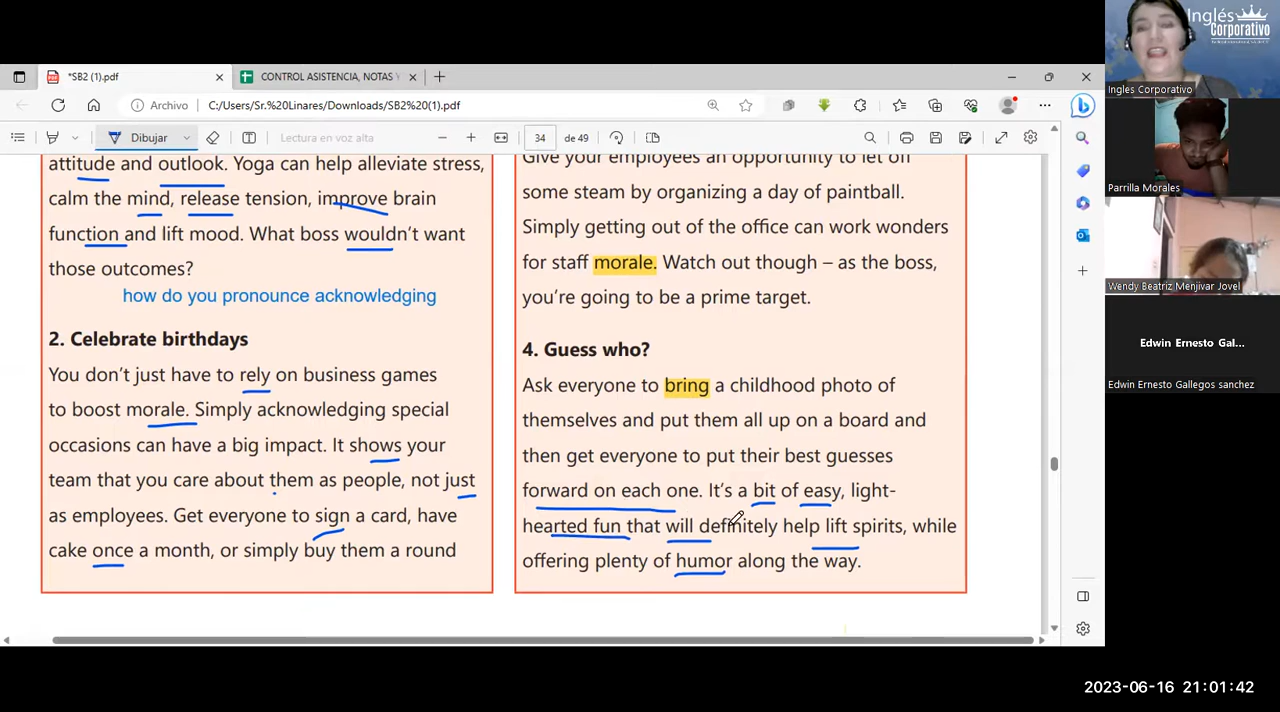 *SB2 (1).pdf
CONTROL ASISTENCIA, NOTAS Y
Archivo
C:/Users/Sr.%20Linares/Downloads/SB2%20(1).pdf
Dibujar
Lectura en voz alta
34
de 49
attitude and outlook. Yoga can help alleviate stress,
calm the mind, release tension, improve brain
function and lift mood. What boss wouldn't want
those outcomes?
how do you pronounce acknowledging
2. Celebrate birthdays
You don't just have to rely on business games
to boost morale. Simply acknowledging special
occasions can have a big impact. It shows your
team that you care about them as people, not just
as employees. Get everyone to sign a card, have
cake once a month, or simply buy them a round
Give your employees an opportunity to let off
some steam by organizing a day of paintball.
Simply getting out of the office can work wonders
for staff morale. Watch out though – as the boss,
you're going to be a prime target.
4. Guess who?
Ask everyone to bring a childhood photo of
themselves and put them all up on a board and
then get everyone to put their best guesses
forward on each one. It's a bit of easy, light-
hearted fun that will definitely help lift spirits, while
offering plenty of humor along the way.
Inglés
Corporativo
Ingles Corporativo
Parrilla Morales
Wendy Beatriz Menjivar Jovel
Edwin Ernesto Gal...
Edwin Ernesto Gallegos sanchez
2023-06-16 21:01:42